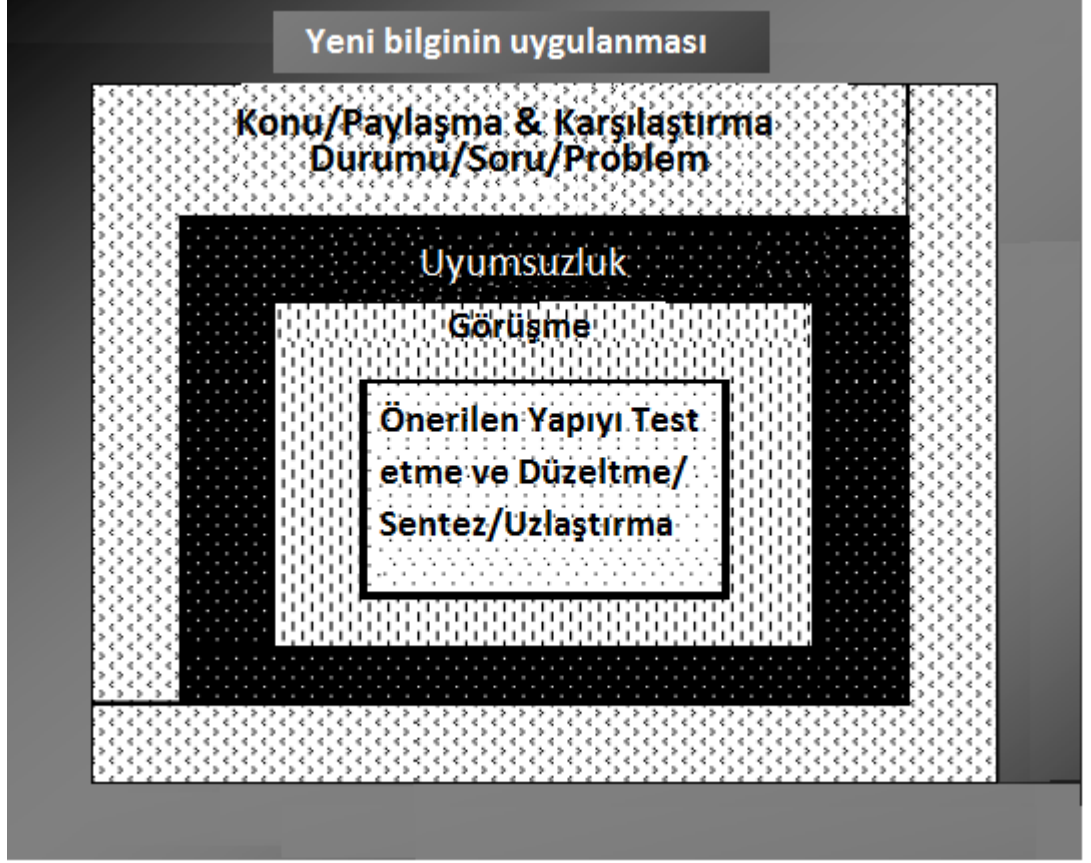 Yeni bilginin uygulanması
Konu/Paylaşma & Karşılaştırma
Durumu/Soru/Problem
Uyumsuzluk
Görüşme
Önerilen Yapıyı Test
etme ve Düzeltme/
Sentez/Uzlaştırma